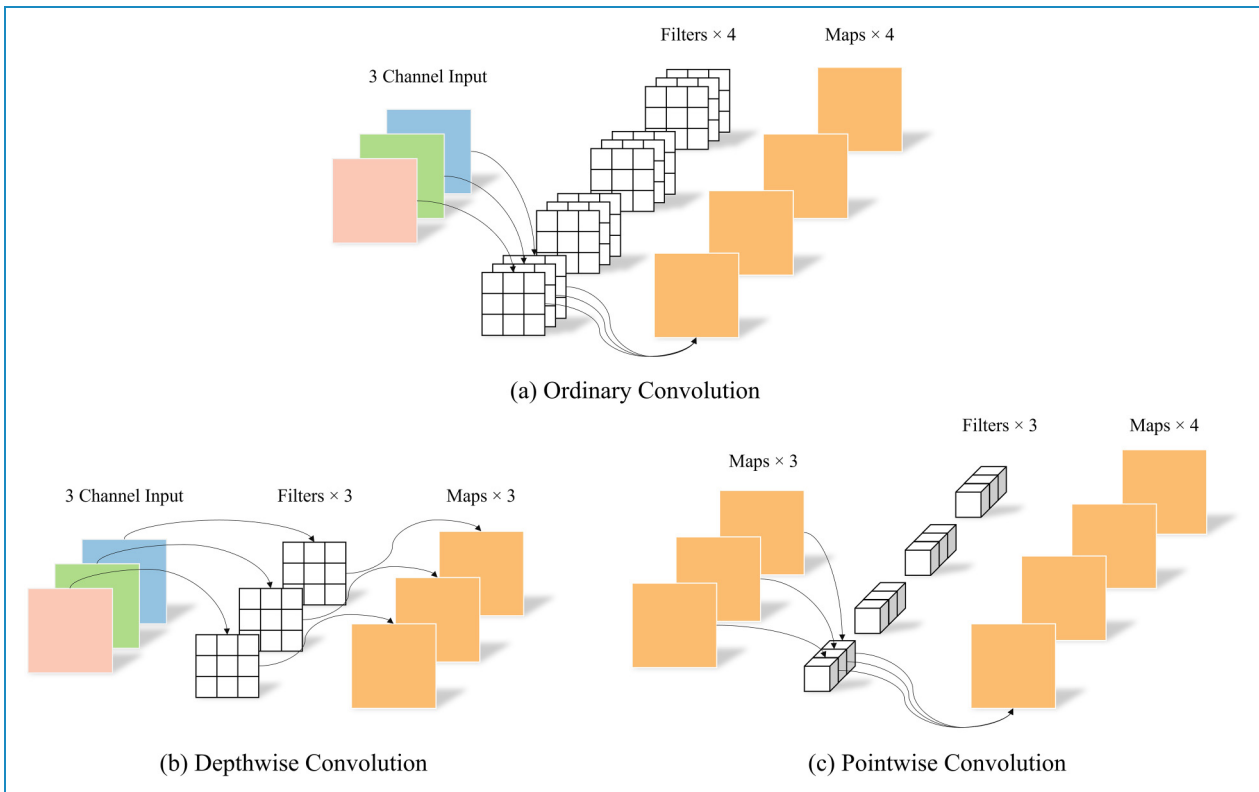 Filters × 4
Maps × 4
3 Channel Input
(a) Ordinary Convolution
3 Channel Input
Filters × 3
Maps × 3
(b) Depthwise Convolution
Maps × 3
Filters × 3
Maps × 4
(c) Pointwise Convolution